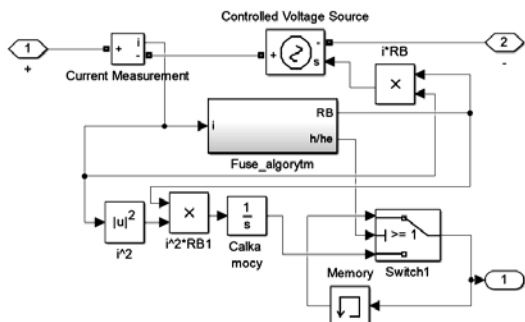 Controlled Voltage Source
1
+
+
i
-
Current Measurement
+
-
s
2
-
i*RB
×
i
RB
h/he
Fuse_algorytm
|u|²
i^2
×
i^2*RB1
1
s
Calka
mocy
>= 1
Switch1
Memory
1